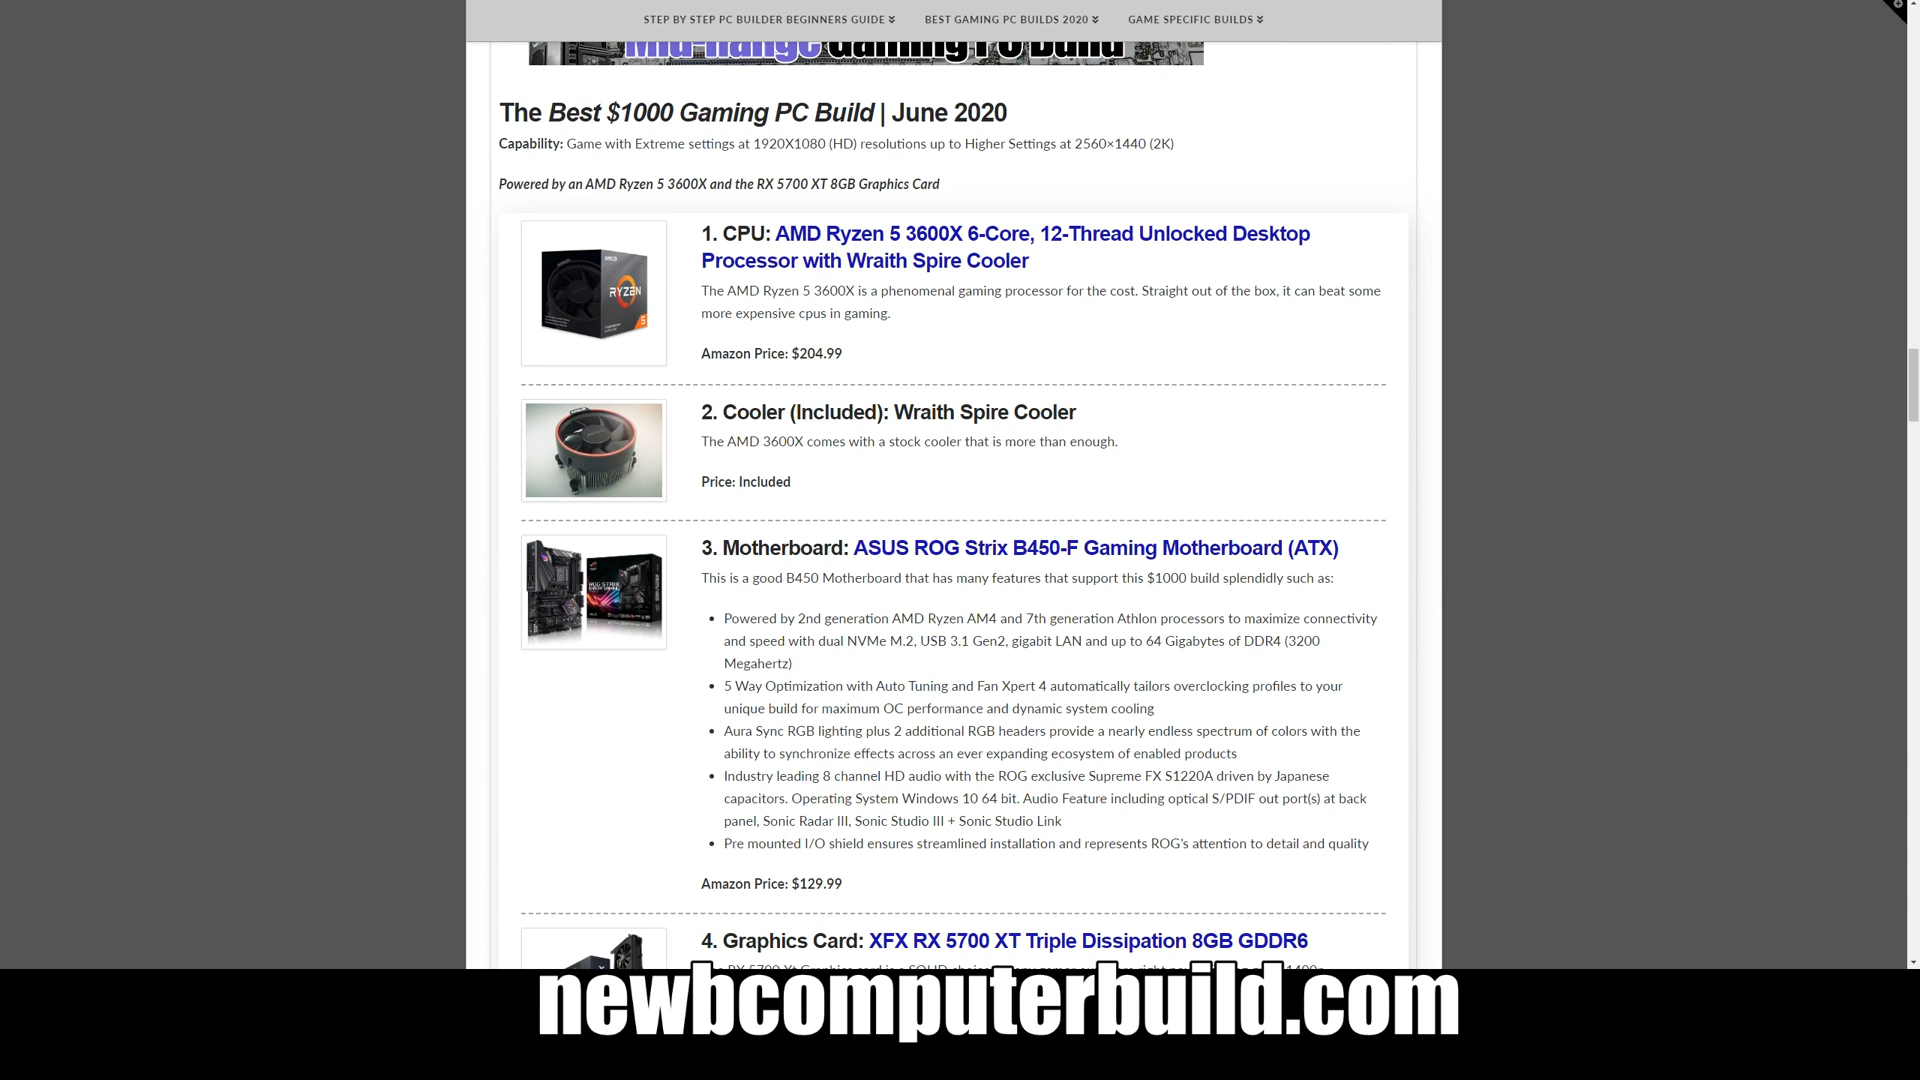 STEP BY STEP PC BUILDER BEGINNERS GUIDE BEST GAMING PC BUILDS 2020 GAME SPECIFIC BUILDS
Mid-Range Gaming PC Build
The Best $1000 Gaming PC Build | June 2020
Capability: Game with Extreme settings at 1920X1080 (HD) resolutions up to Higher Settings at 2560×1440 (2K)
Powered by an AMD Ryzen 5 3600X and the RX 5700 XT 8GB Graphics Card
AMD
RYZEN
5
1. CPU: AMD Ryzen 5 3600X 6-Core, 12-Thread Unlocked Desktop
Processor with Wraith Spire Cooler
The AMD Ryzen 5 3600X is a phenomenal gaming processor for the cost. Straight out of the box, it can beat some
more expensive cpus in gaming.
Amazon Price: $204.99
2. Cooler (Included): Wraith Spire Cooler
The AMD 3600X comes with a stock cooler that is more than enough.
Price: Included
3. Motherboard: ASUS ROG Strix B450-F Gaming Motherboard (ATX)
This is a good B450 Motherboard that has many features that support this $1000 build splendidly such as:
• Powered by 2nd generation AMD Ryzen AM4 and 7th generation Athlon processors to maximize connectivity
and speed with dual NVMe M.2, USB 3.1 Gen2, gigabit LAN and up to 64 Gigabytes of DDR4 (3200
Megahertz)
• 5 Way Optimization with Auto Tuning and Fan Xpert 4 automatically tailors overclocking profiles to your
unique build for maximum OC performance and dynamic system cooling
• Aura Sync RGB lighting plus 2 additional RGB headers provide a nearly endless spectrum of colors with the
ability to synchronize effects across an ever expanding ecosystem of enabled products
• Industry leading 8 channel HD audio with the ROG exclusive Supreme FX S1220A driven by Japanese
capacitors. Operating System Windows 10 64 bit. Audio Feature including optical S/PDIF out port(s) at back
panel, Sonic Radar III, Sonic Studio III + Sonic Studio Link
• Pre mounted I/O shield ensures streamlined installation and represents ROG's attention to detail and quality
Amazon Price: $129.99
4. Graphics Card: XFX RX 5700 XT Triple Dissipation 8GB GDDR6
newbcomputerbuild.com